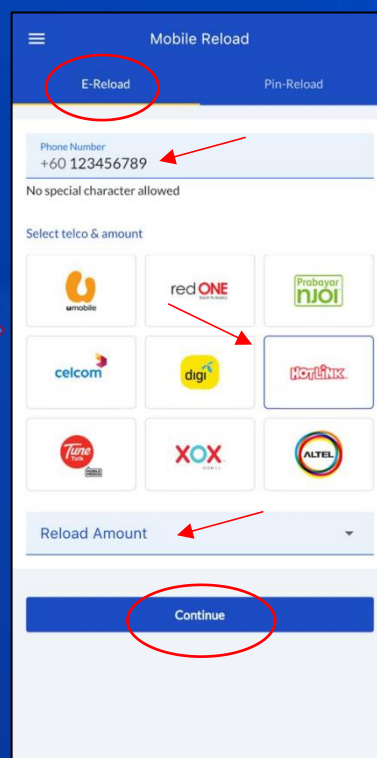 Mobile Reload
E-Reload Pin-Reload
Phone Number
+60 123456789
No special character allowed
Select telco & amount
umobile
redONE
Prabayar
njoi
celcom
digi
HOTLINK
Tune
Talk
XOX
MOBILE
ALTEL
Reload Amount
Continue